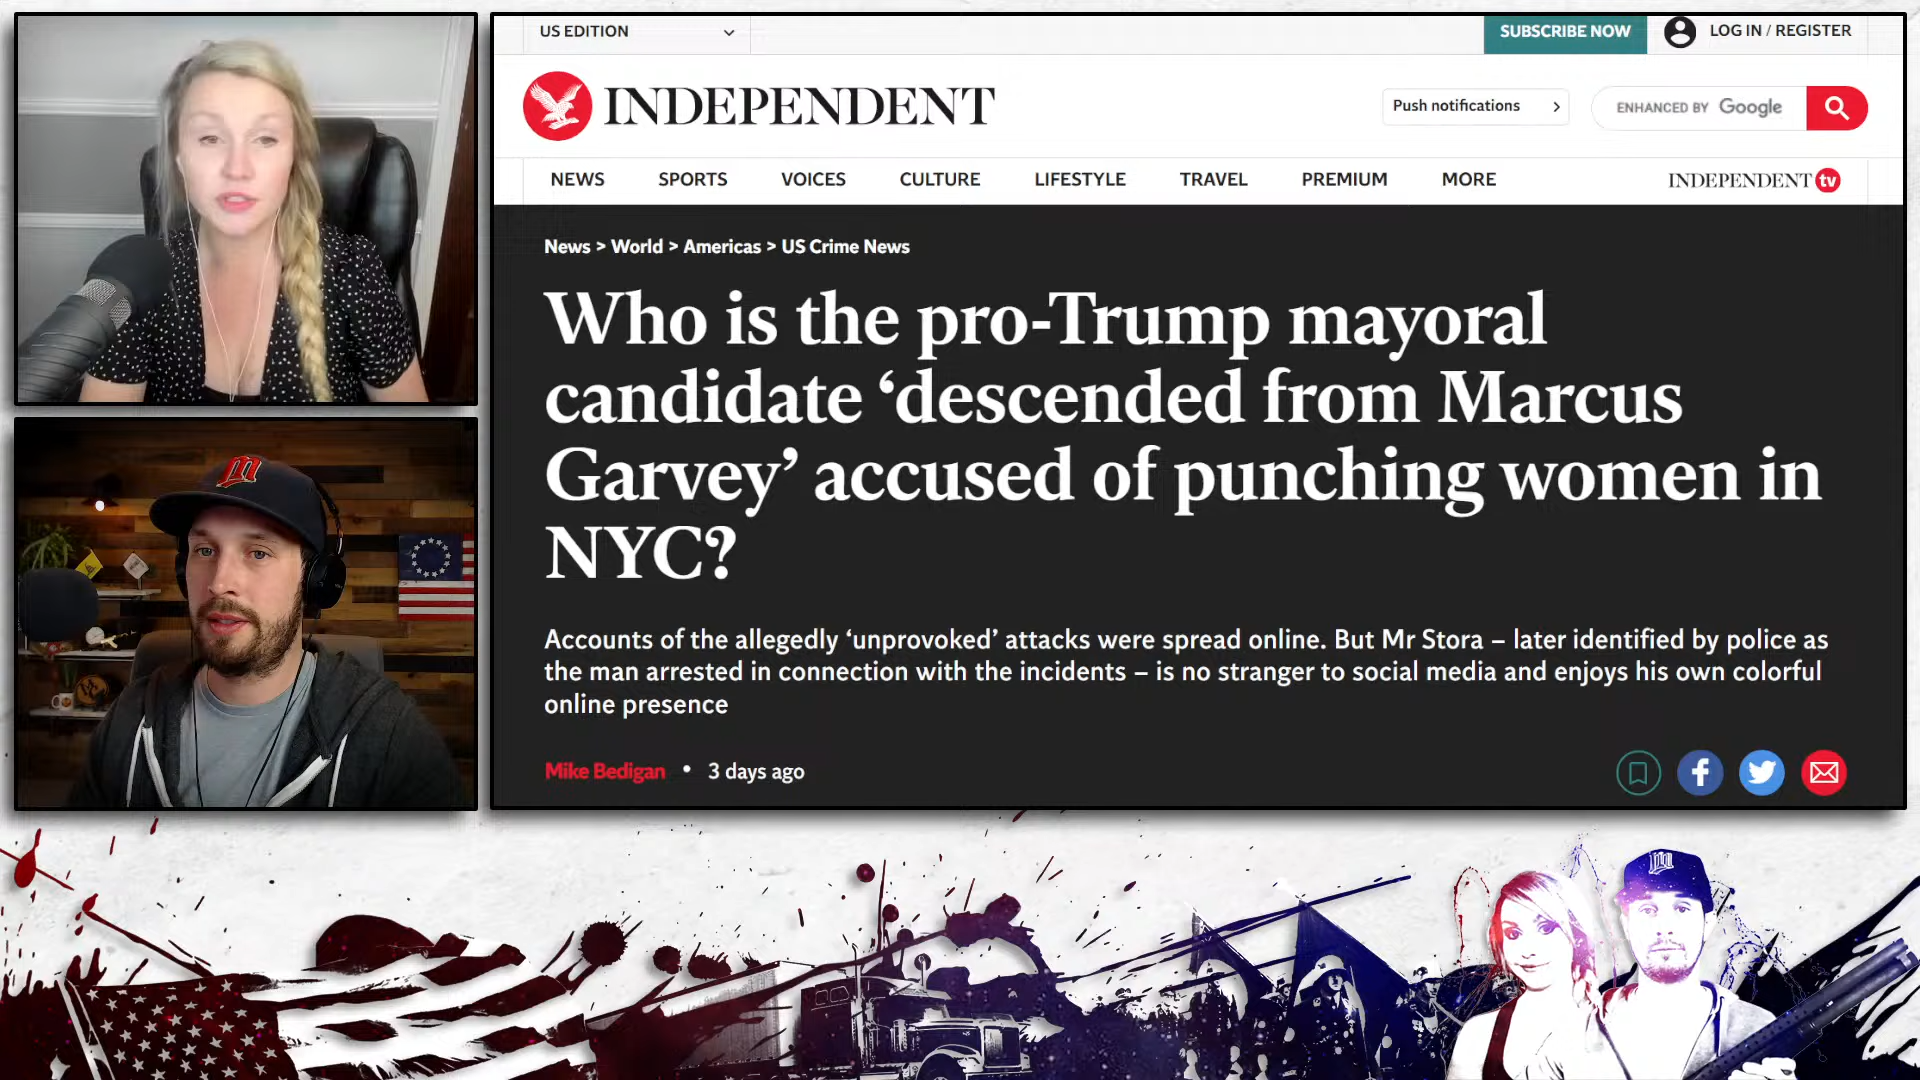 US EDITION
SUBSCRIBE NOW
LOG IN / REGISTER
INDEPENDENT
Push notifications
ENHANCED BY Google
NEWS SPORTS VOICES CULTURE LIFESTYLE TRAVEL PREMIUM MORE
INDEPENDENT tv
News > World > Americas > US Crime News
Who is the pro-Trump mayoral
candidate ‘descended from Marcus
Garvey’ accused of punching women in
NYC?
Accounts of the allegedly ‘unprovoked’ attacks were spread online. But Mr Stora – later identified by police as
the man arrested in connection with the incidents – is no stranger to social media and enjoys his own colorful
online presence
Mike Bedigan • 3 days ago